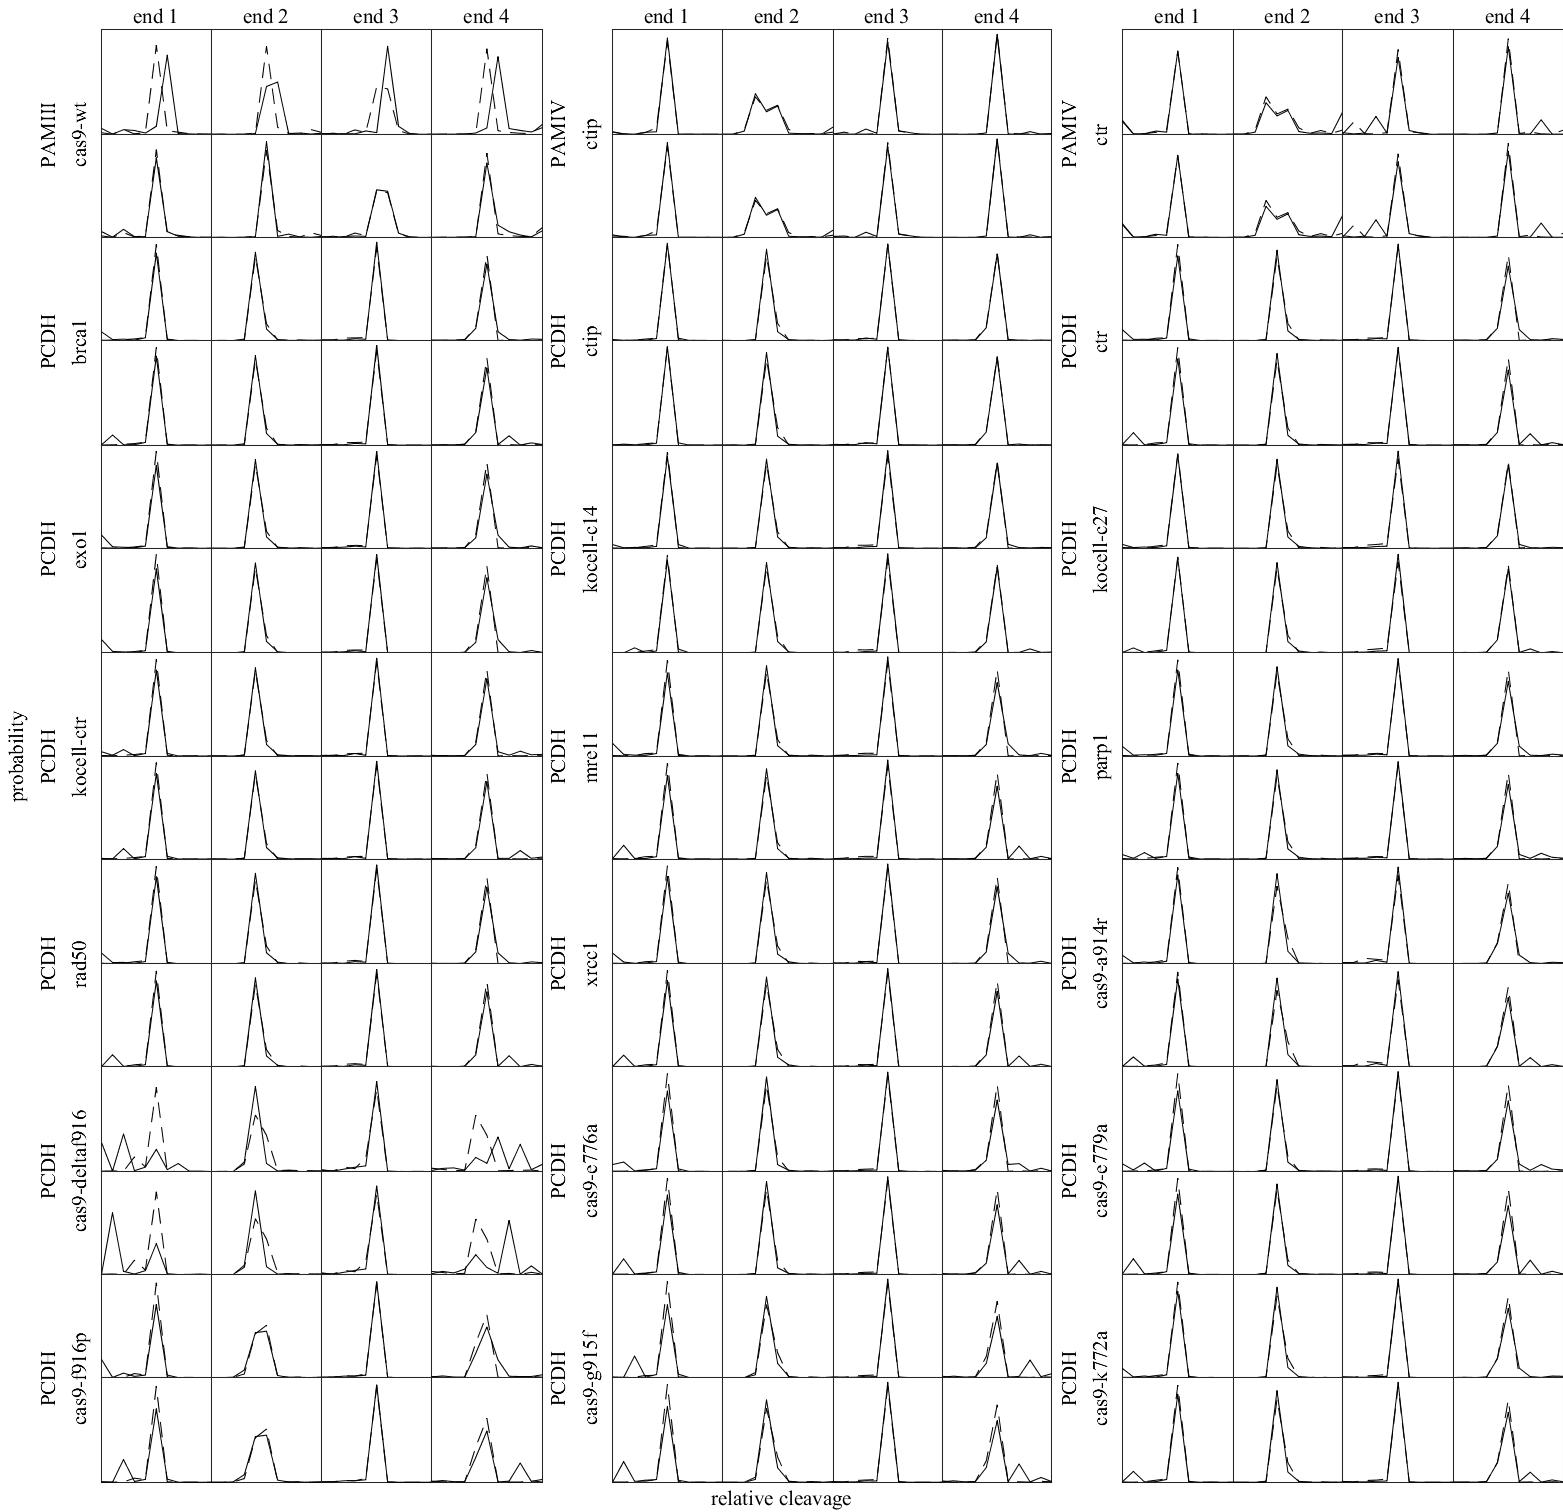 end 1 end 2 end 3 end 4 end 1 end 2 end 3 end 4 end 1 end 2 end 3 end 4
probability
PAMIII
cas9-wt
PAMIV
ctip
PAMIV
ctr
PCDH
brca1
PCDH
ctip
PCDH
ctr
PCDH
exo1
PCDH
kocell-c14
PCDH
kocell-c27
PCDH
kocell-ctr
PCDH
mre11
PCDH
parp1
PCDH
rad50
PCDH
xrcc1
PCDH
cas9-a914r
PCDH
cas9-deltaf916
PCDH
cas9-e776a
PCDH
cas9-e779a
PCDH
cas9-f916p
PCDH
cas9-g915f
PCDH
cas9-k772a
relative cleavage